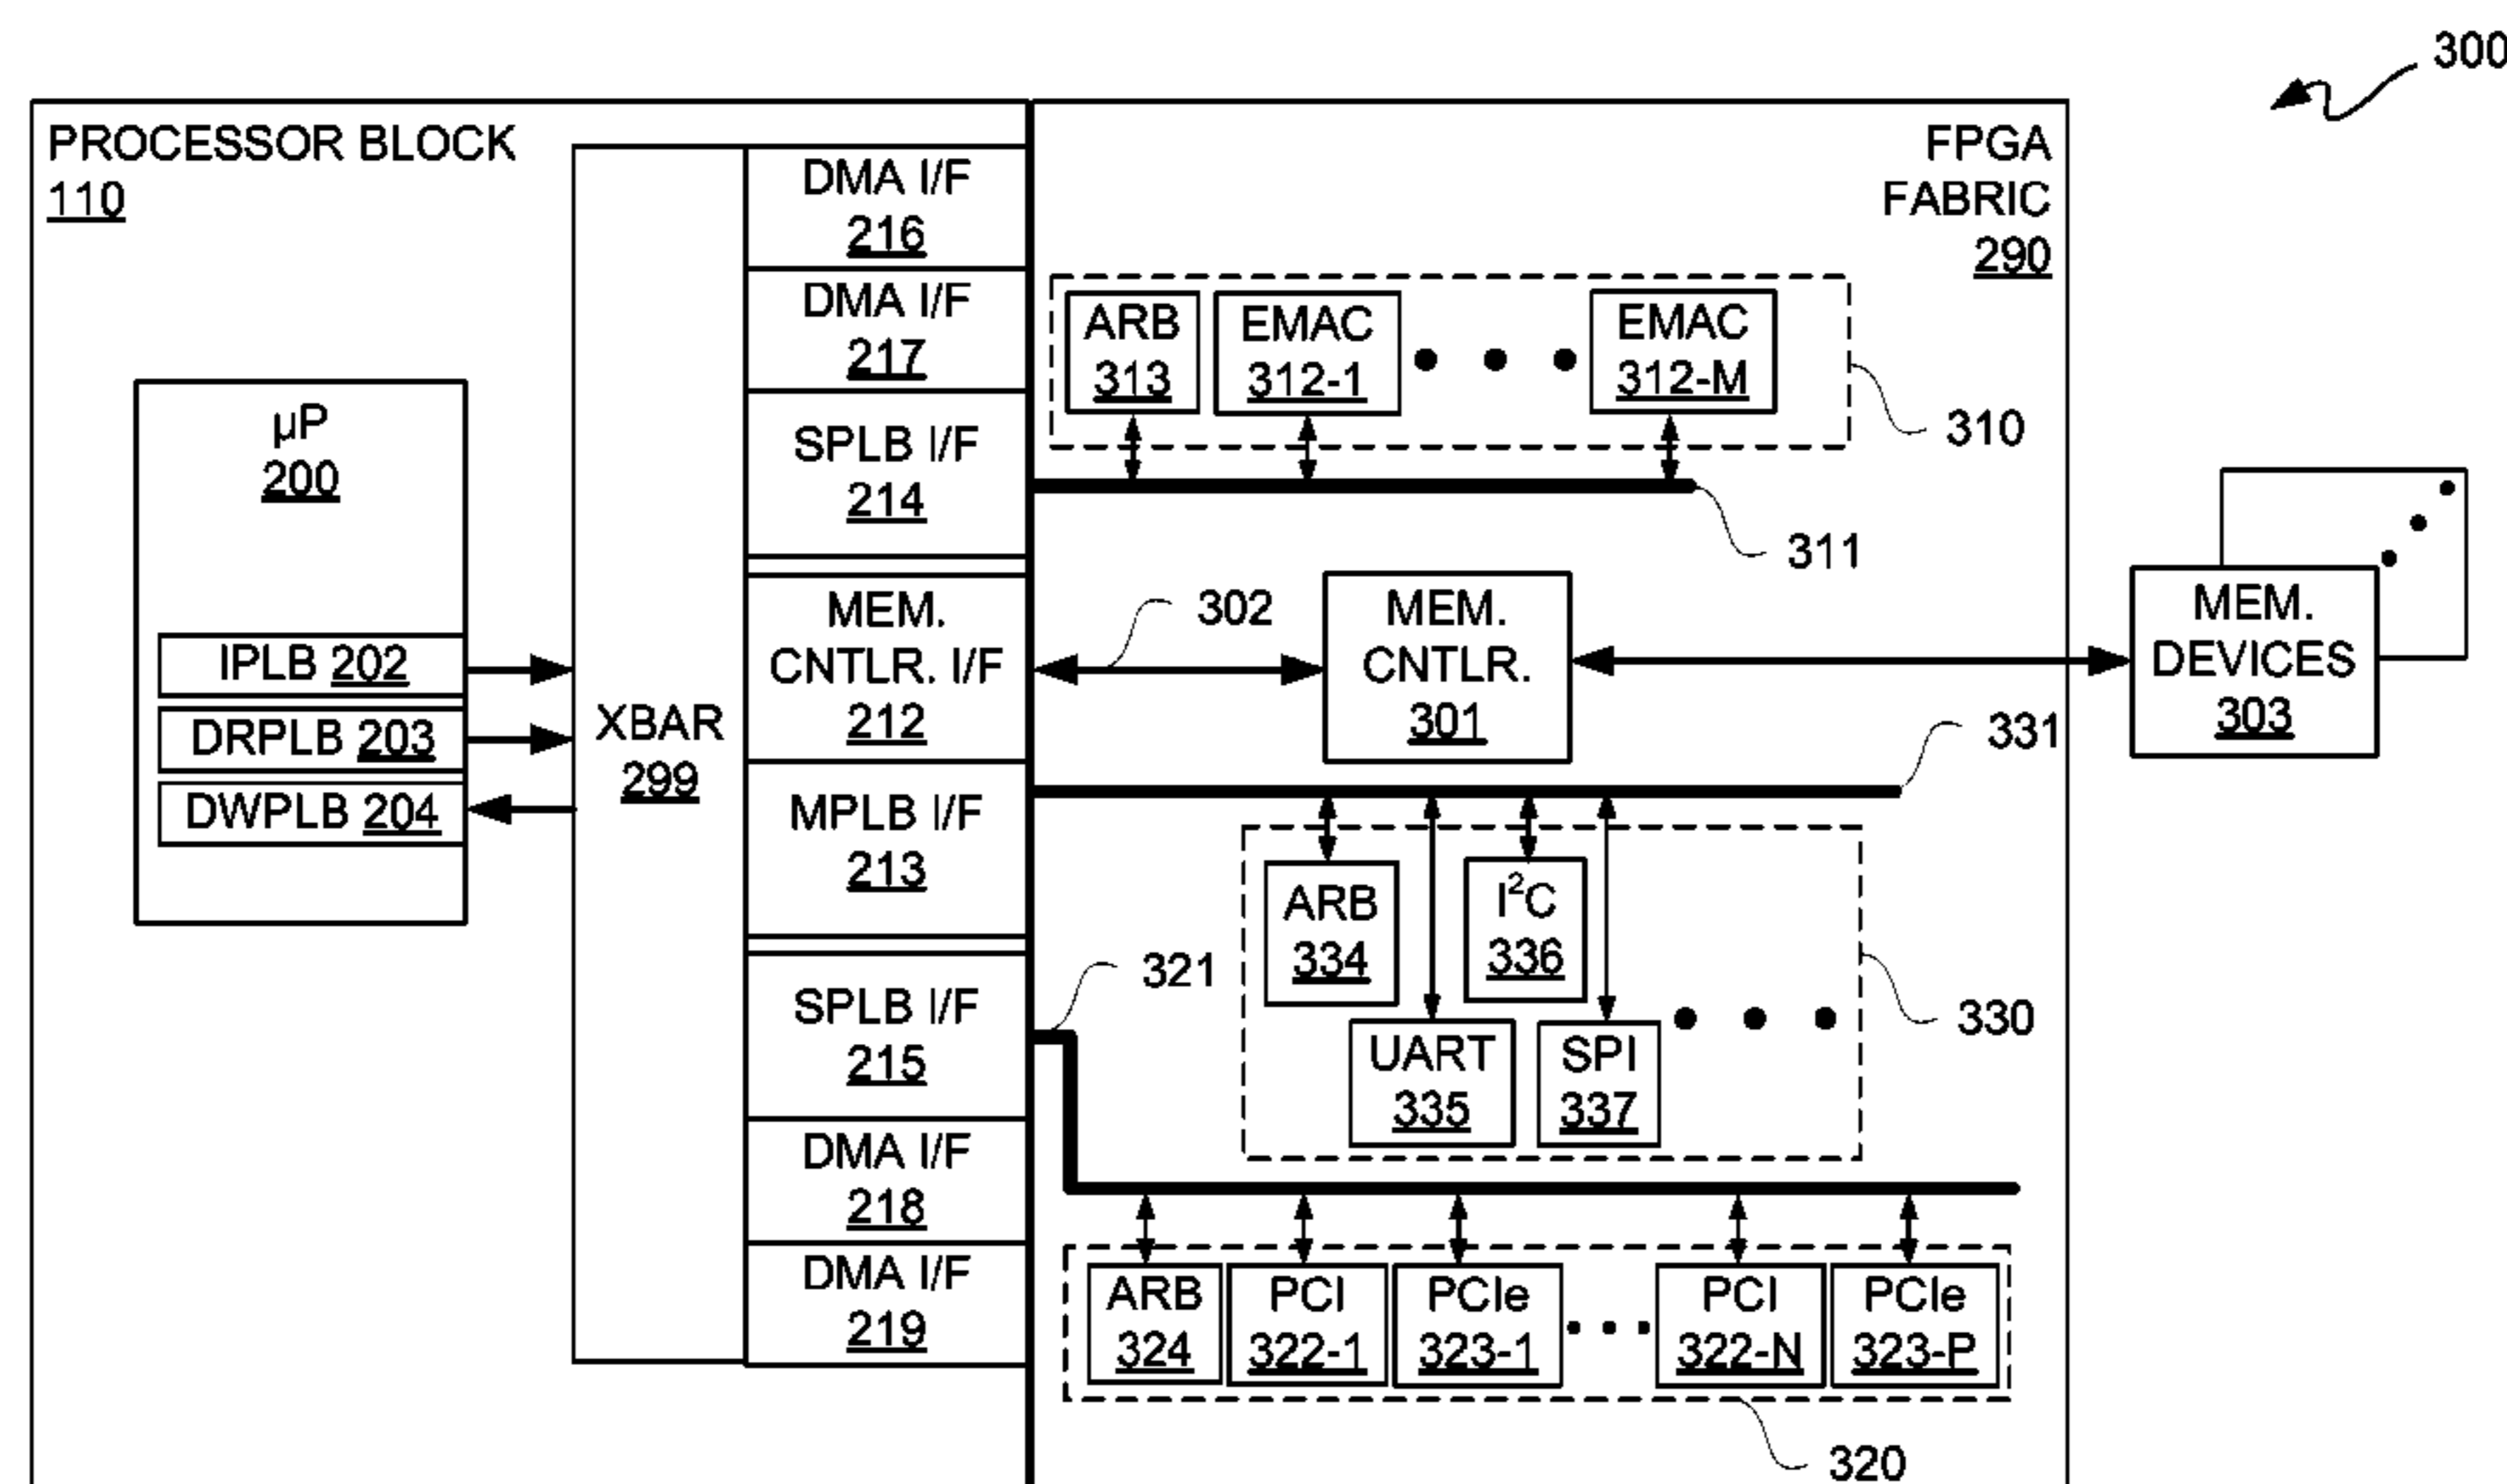 300
PROCESSOR BLOCK
110
FPGA
FABRIC
290
µP
200
IPLB 202
DRPLB 203
DWPLB 204
XBAR
299
DMA I/F
216
DMA I/F
217
SPLB I/F
214
MEM.
CNTLR. I/F
212
MPLB I/F
213
SPLB I/F
215
DMA I/F
218
DMA I/F
219
ARB
313
EMAC
312-1
EMAC
312-M
310
311
302
MEM.
CNTLR.
301
MEM.
DEVICES
303
331
ARB
334
I²C
336
UART
335
SPI
337
330
321
ARB
324
PCI
322-1
PCIe
323-1
PCI
322-N
PCIe
323-P
320